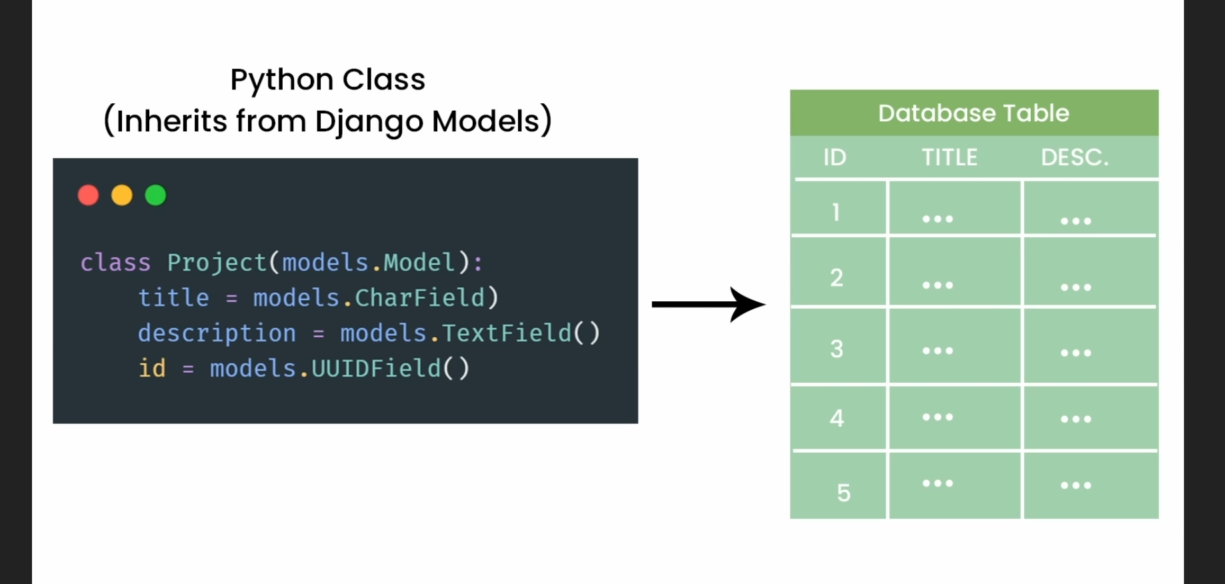 Python Class
(Inherits from Django Models)
class Project(models.Model):
    title = models.CharField)
    description = models.TextField()
    id = models.UUIDField()
Database Table
ID TITLE DESC.
1 ... ...
2 ... ...
3 ... ...
4 ... ...
5 ... ...